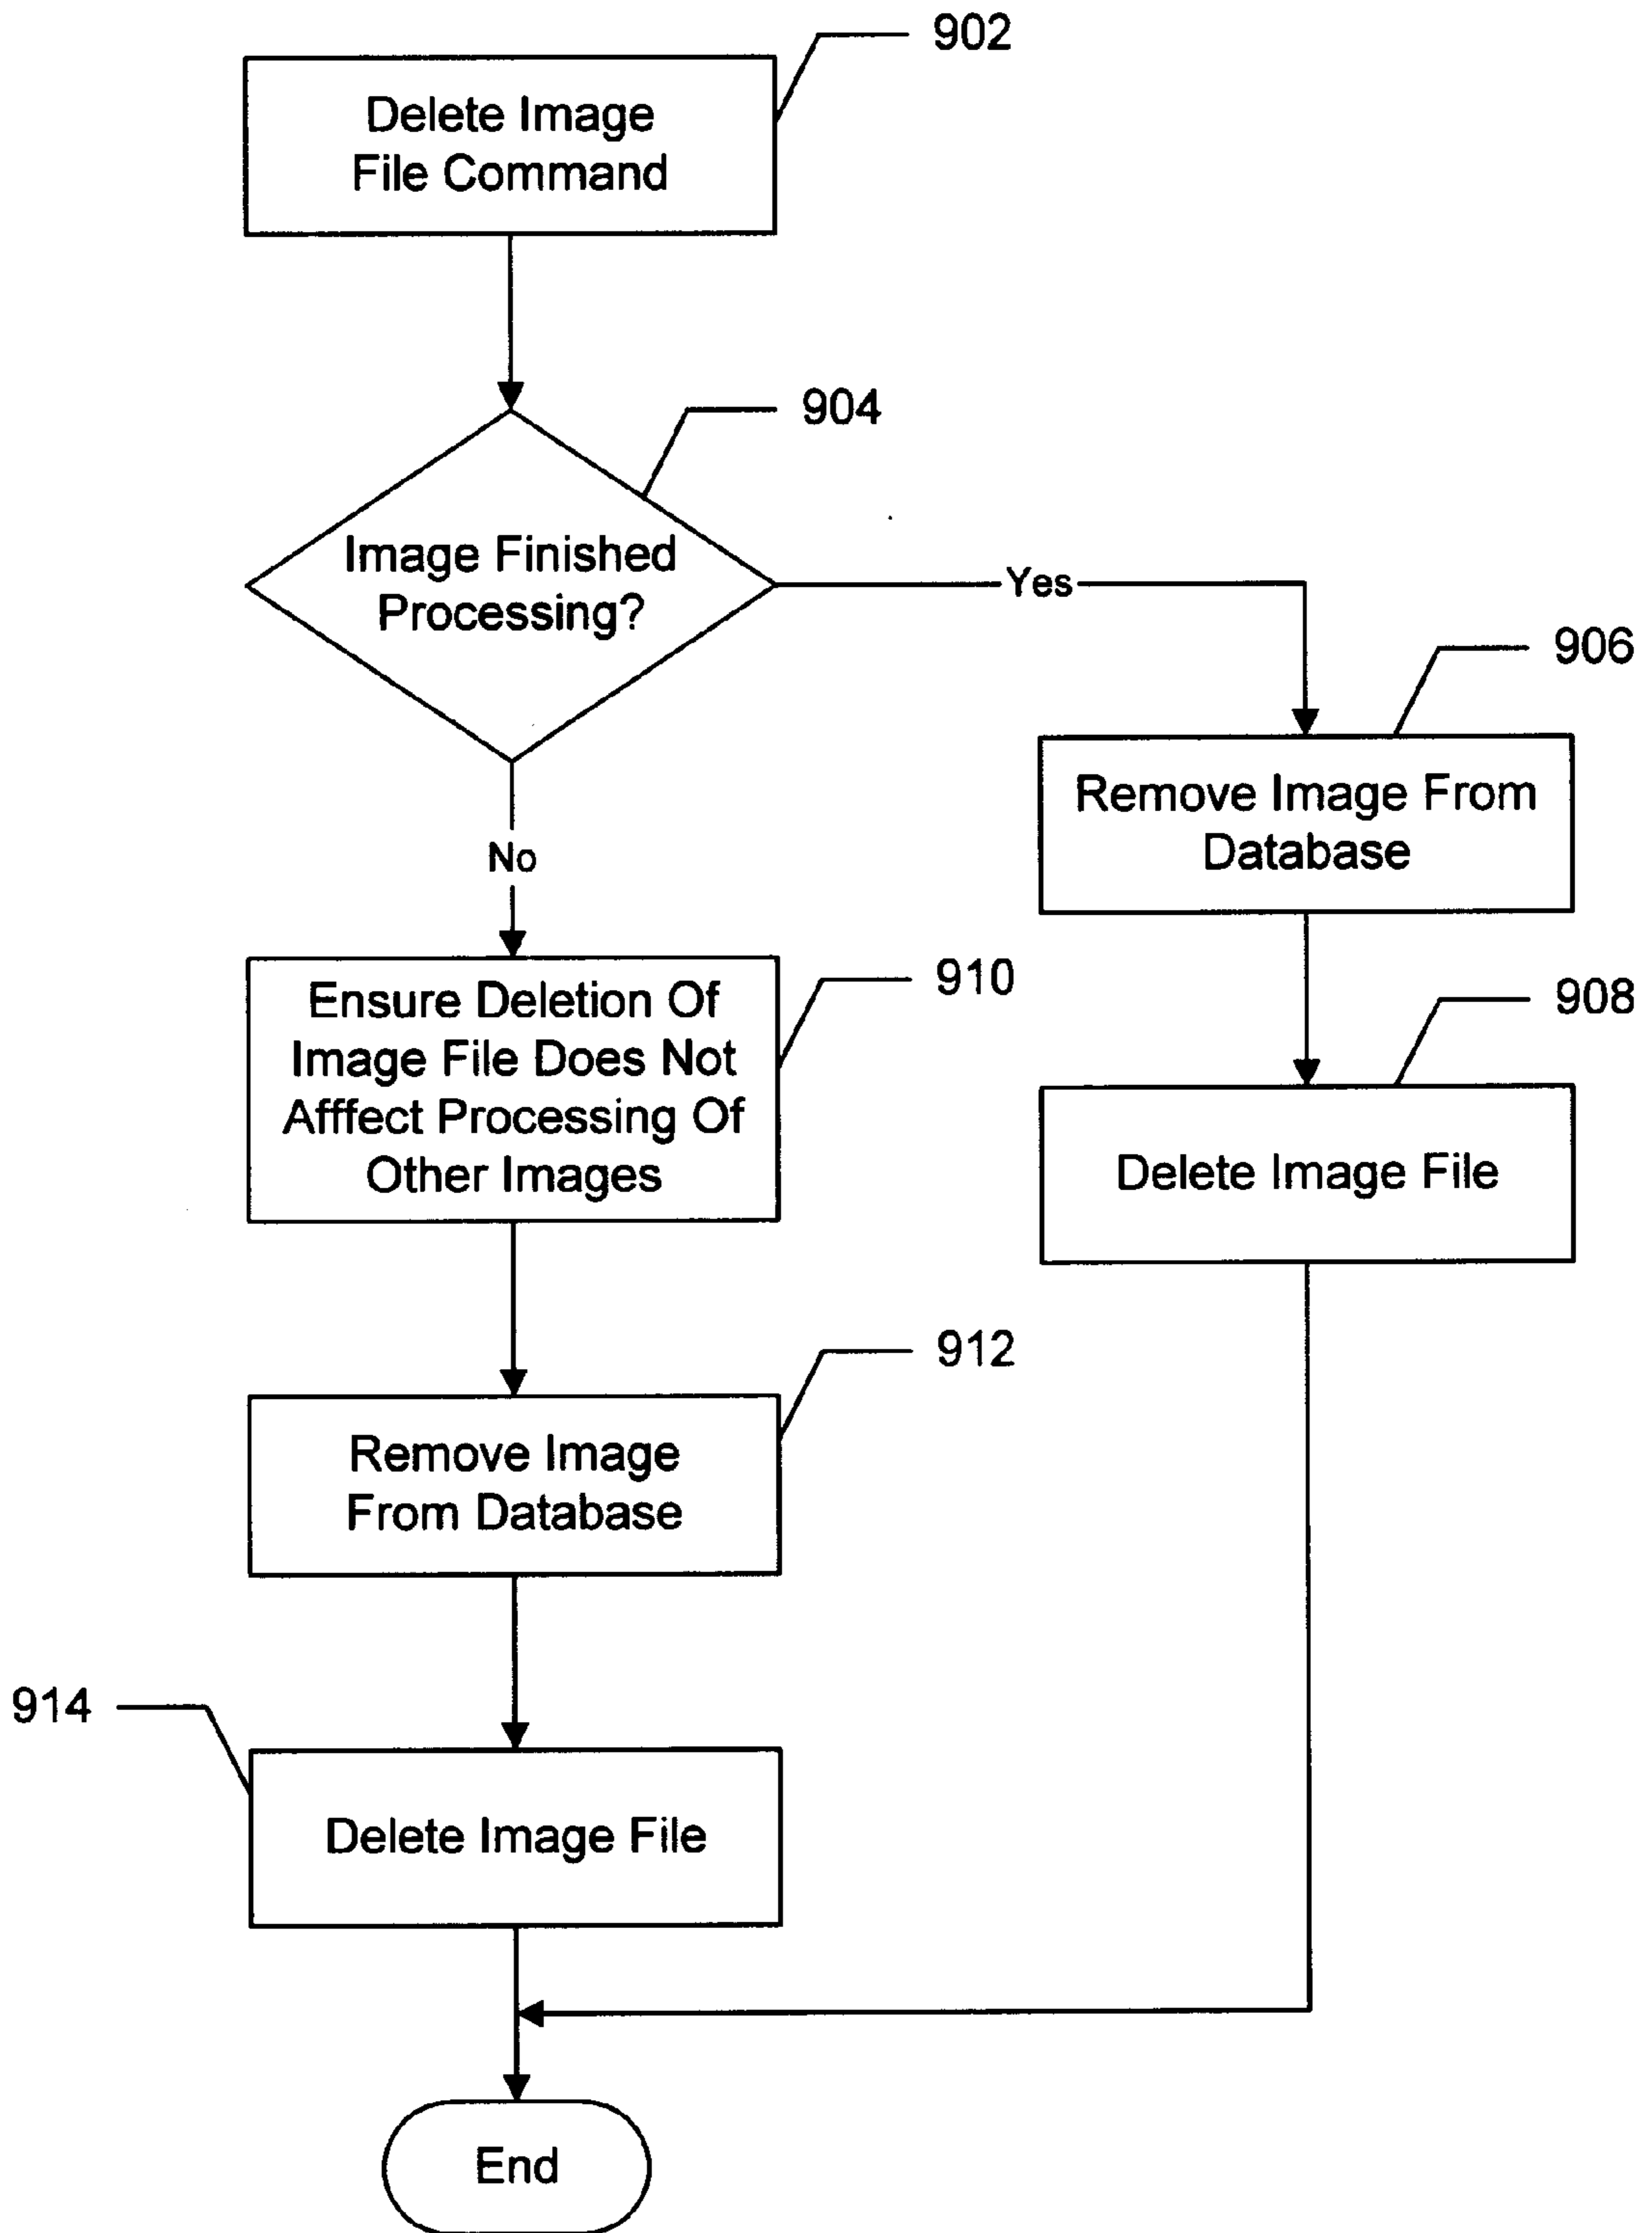 902
Delete Image
File Command
904
Image Finished
Processing?
Yes
906
Remove Image From
Database
No
910
Ensure Deletion Of
Image File Does Not
Afffect Processing Of
Other Images
908
Delete Image File
912
Remove Image
From Database
914
Delete Image File
End